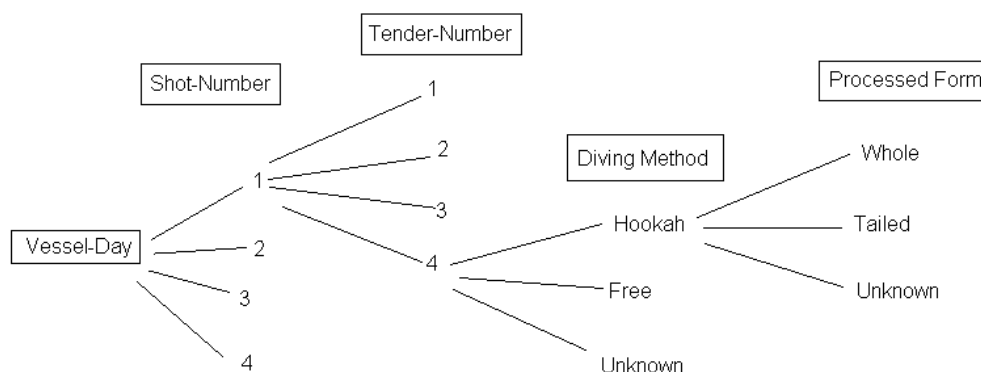 Tender-Number
Shot-Number
Processed Form
1
2
Diving Method
Whole
1
3
Hookah
Tailed
Vessel-Day
2
4
Free
Unknown
3
4
Unknown